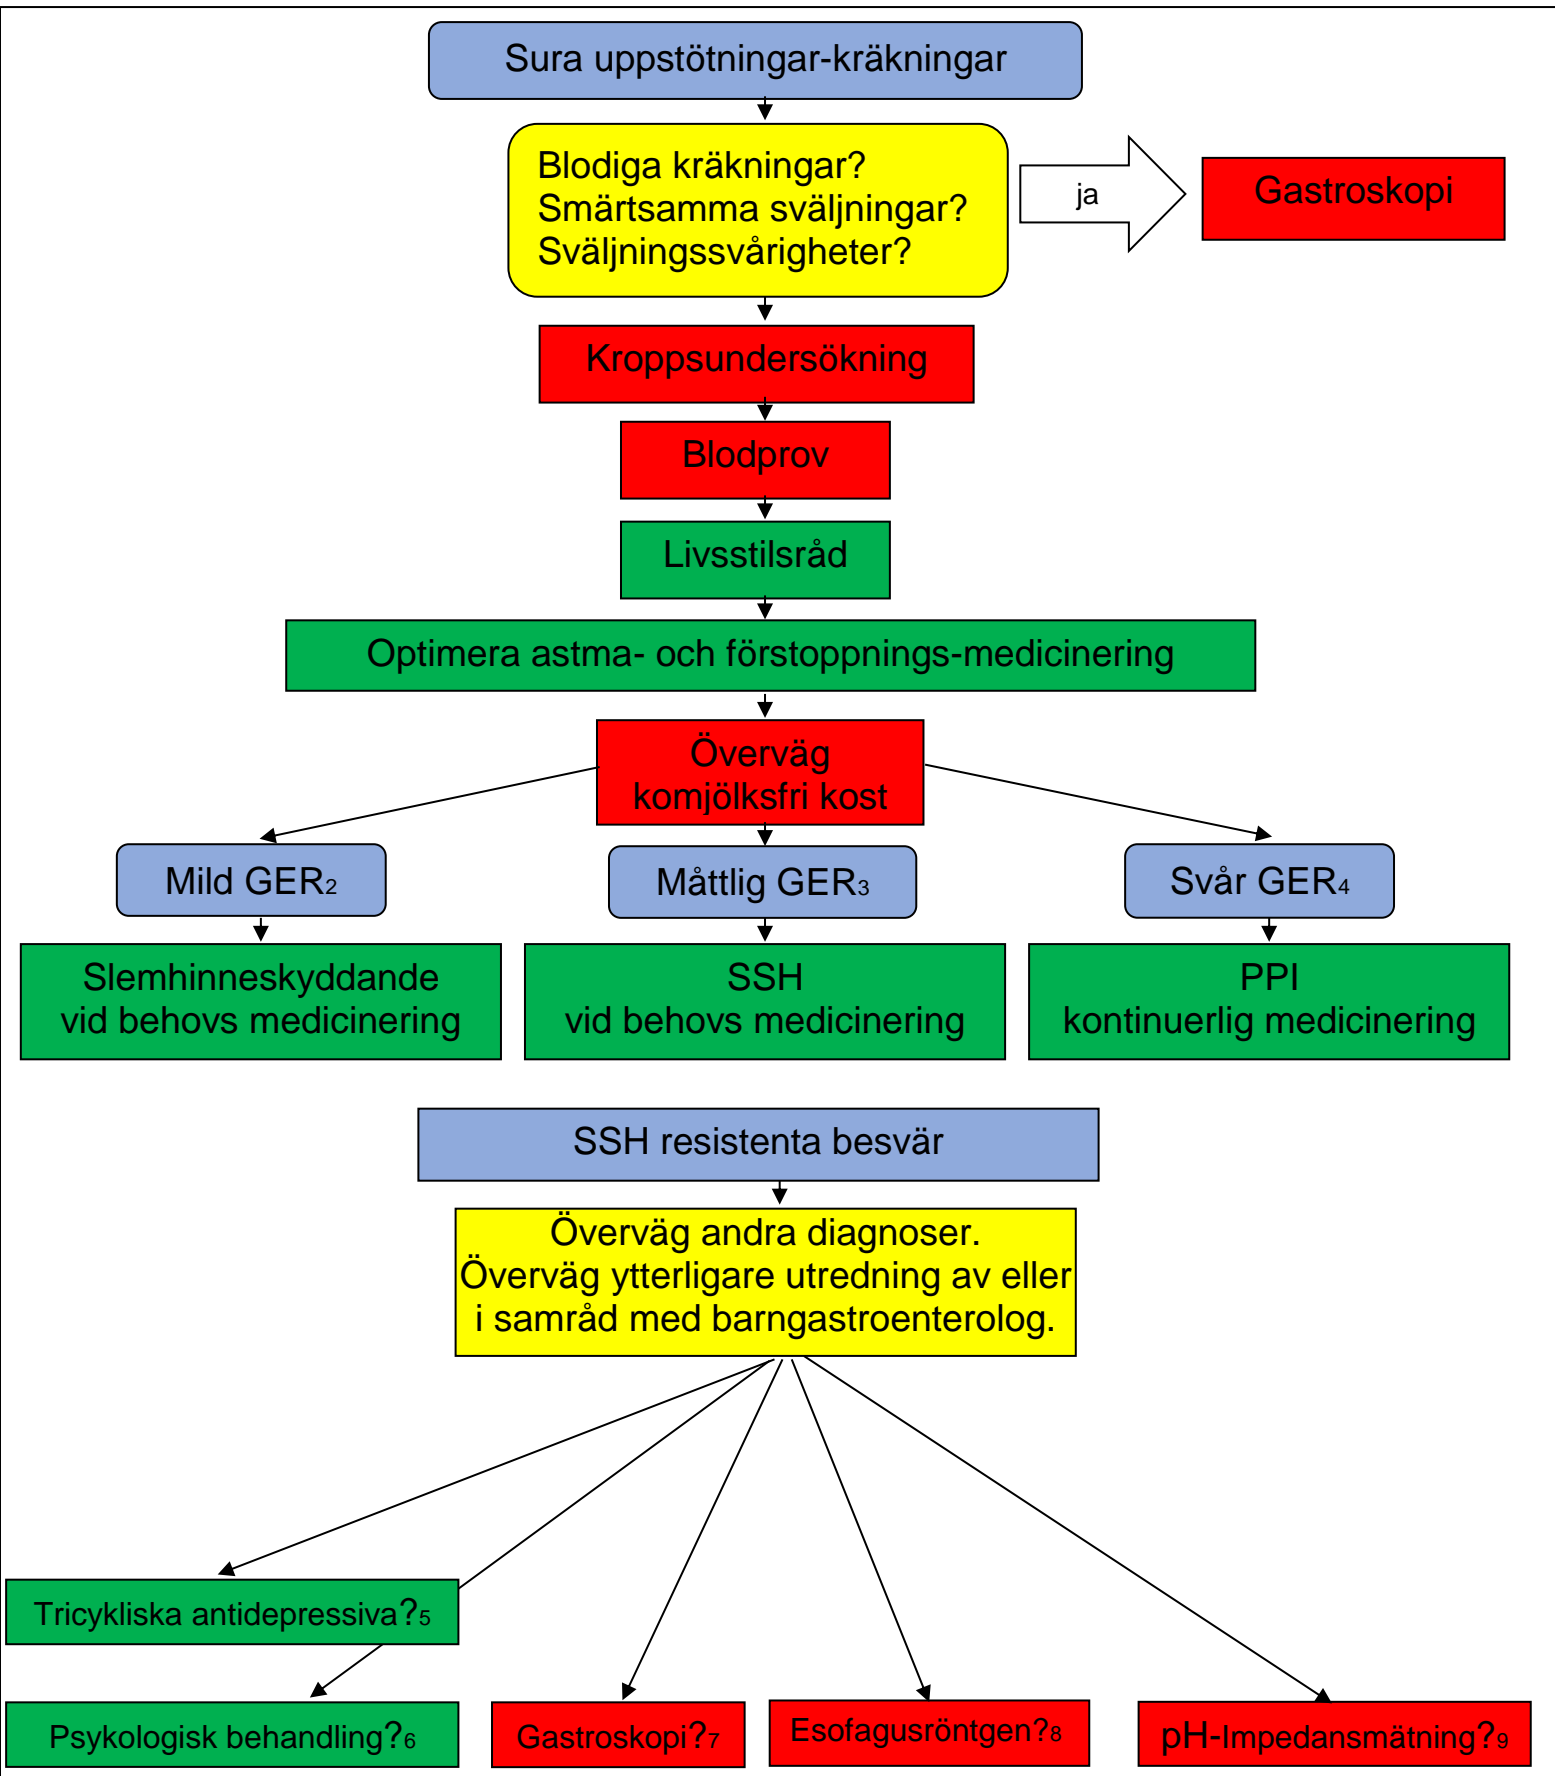 Sura uppstötningar-kräkningar
Blodiga kräkningar?
Smärtsamma sväljningar?
Sväljningssvårigheter?
ja
Gastroskopi
Kroppsundersökning
Blodprov
Livsstilsråd
Optimera astma- och förstoppnings-medicinering
Överväg
komjölksfri kost
Mild GER2
Måttlig GER3
Svår GER4
Slemhinneskyddande
vid behovs medicinering
SSH
vid behovs medicinering
PPI
kontinuerlig medicinering
SSH resistenta besvär
Överväg andra diagnoser.
Överväg ytterligare utredning av eller
i samråd med barngastroenterolog.
Tricykliska antidepressiva?5
Psykologisk behandling?6
Gastroskopi?7
Esofagusröntgen?8
pH-Impedansmätning?9